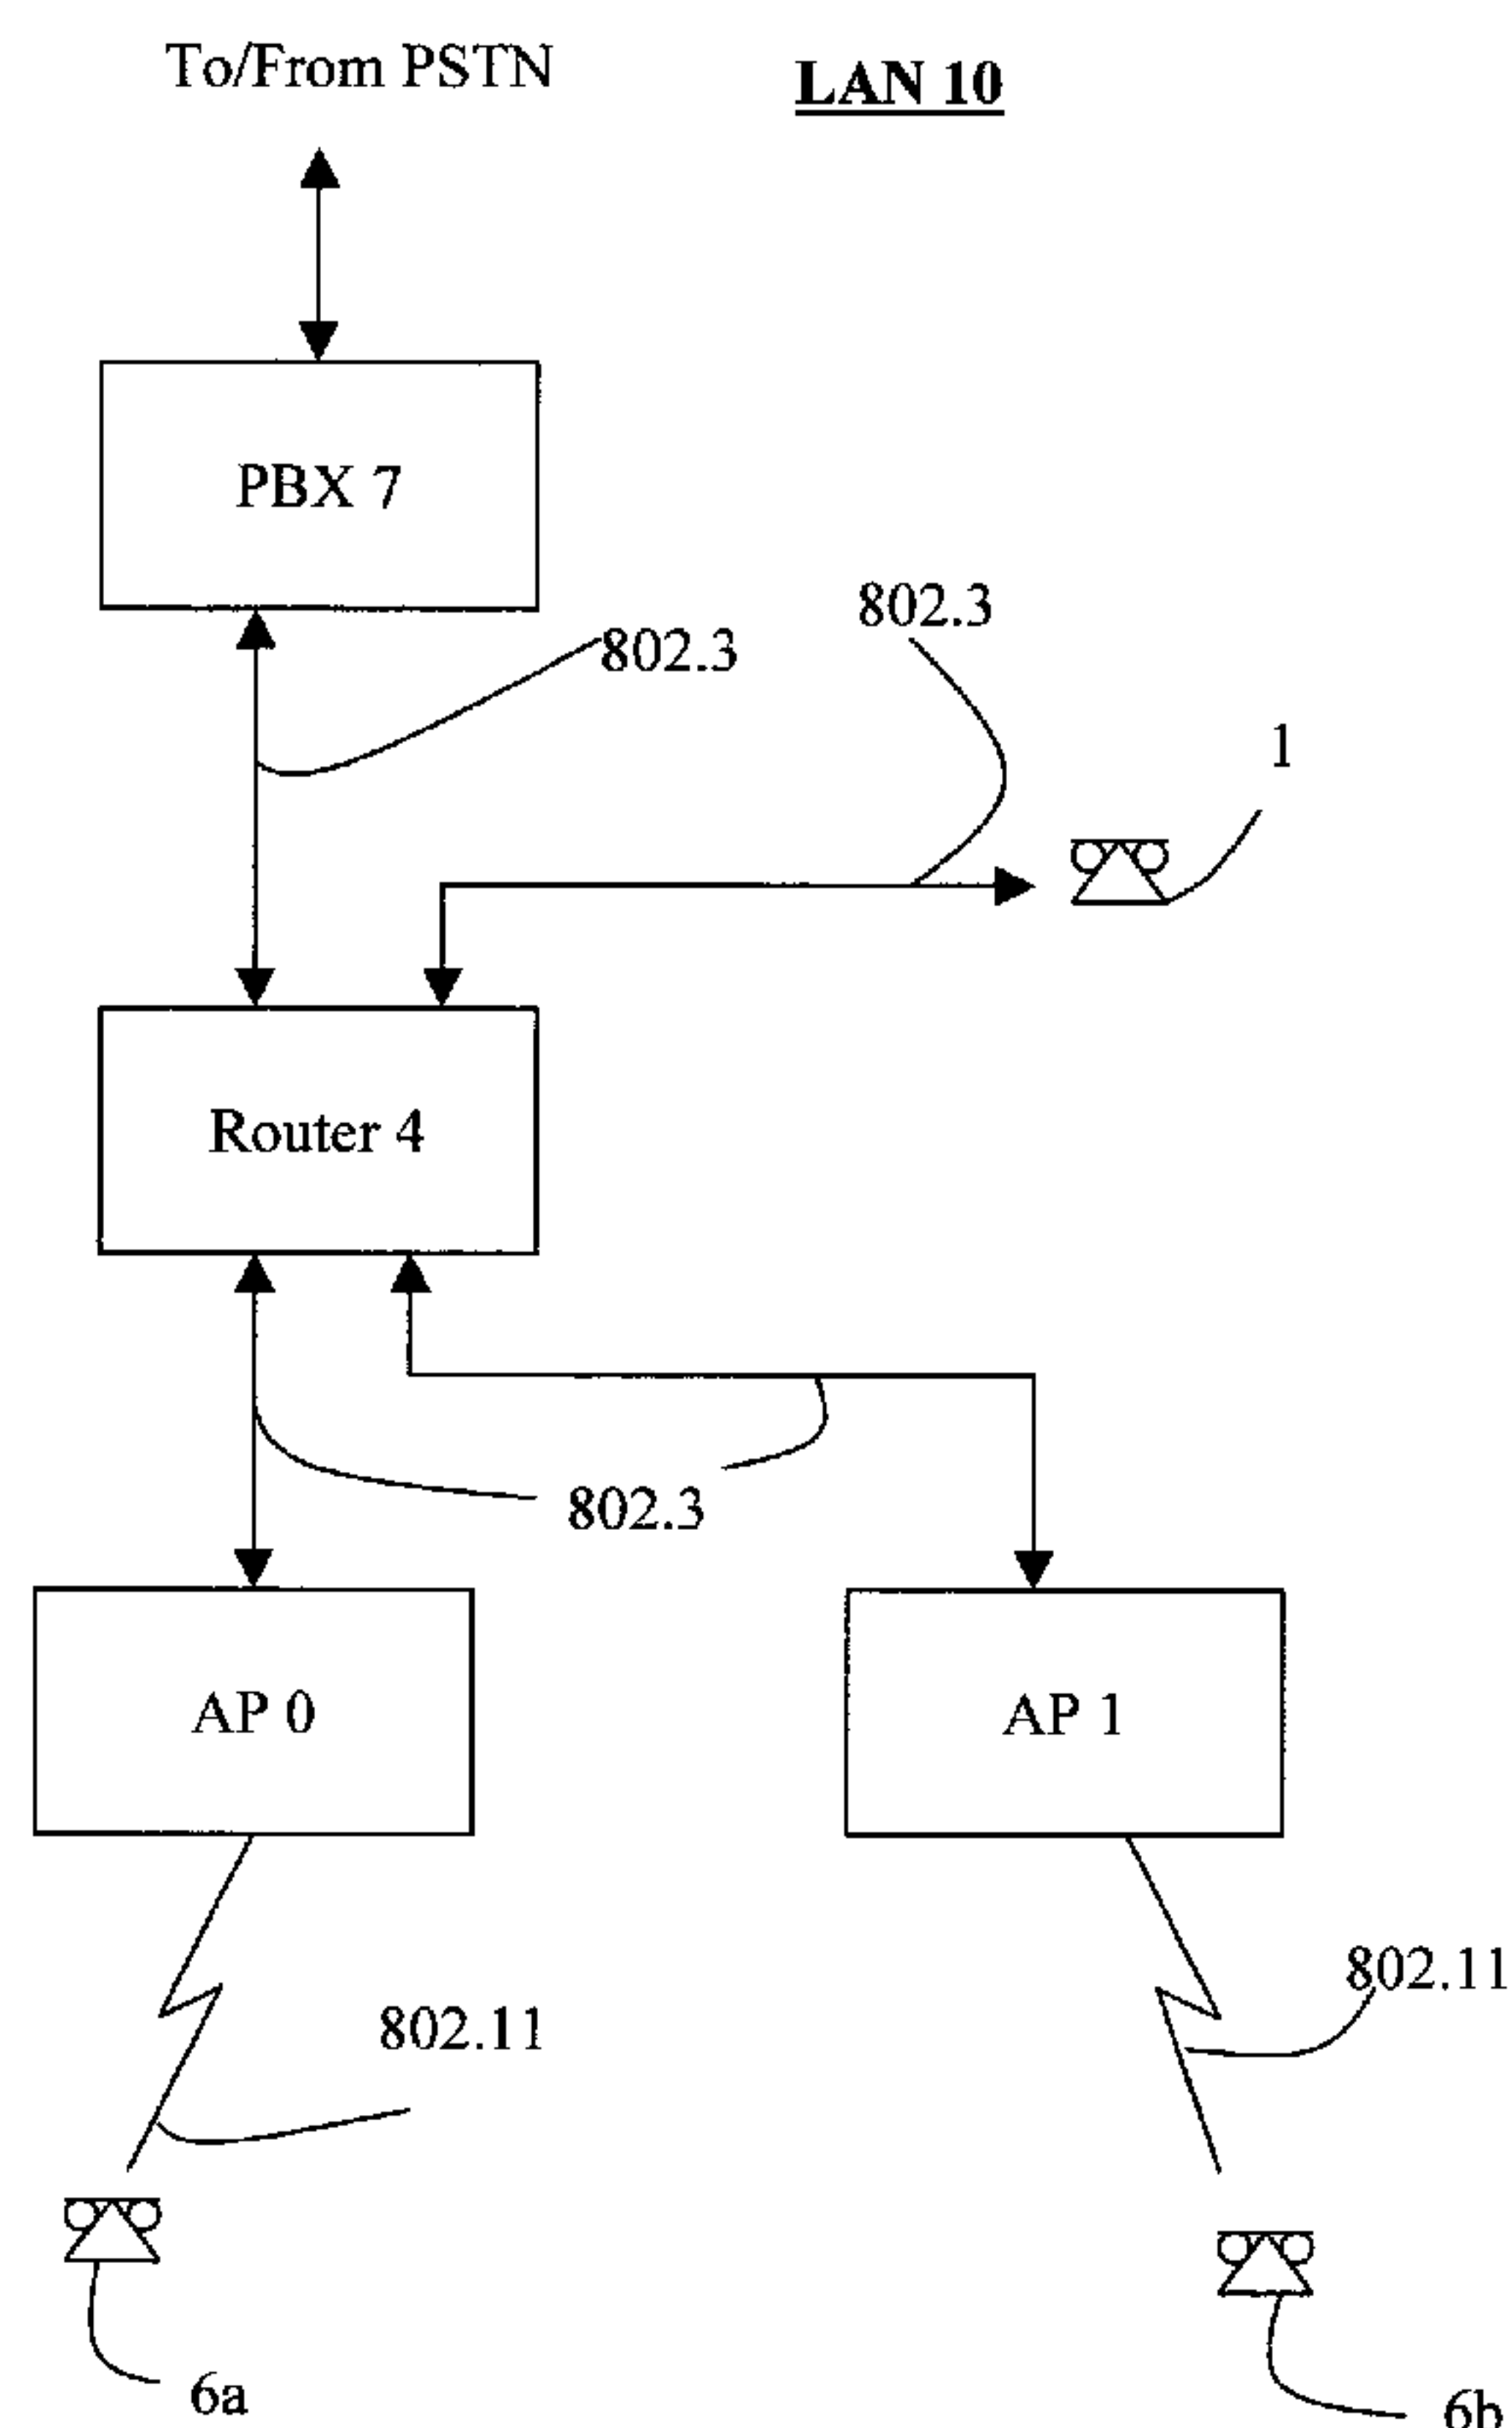 To/From PSTN
LAN 10
PBX 7
802.3
802.3
1
Router 4
802.3
AP 0
AP 1
802.11
802.11
6a
6b